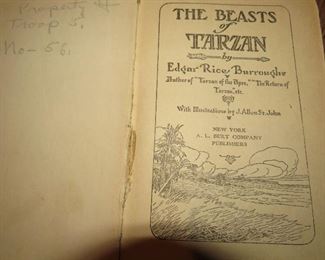 Property of
Troop 5.
No-56.
THE BEASTS
of
TARZAN
by
Edgar Rice Burroughs
Author of "Tarzan of the Apes," "The Return of
Tarzan," etc.
With Illustrations by J. Allen St. John
NEW YORK
A. L. BURT COMPANY
PUBLISHERS